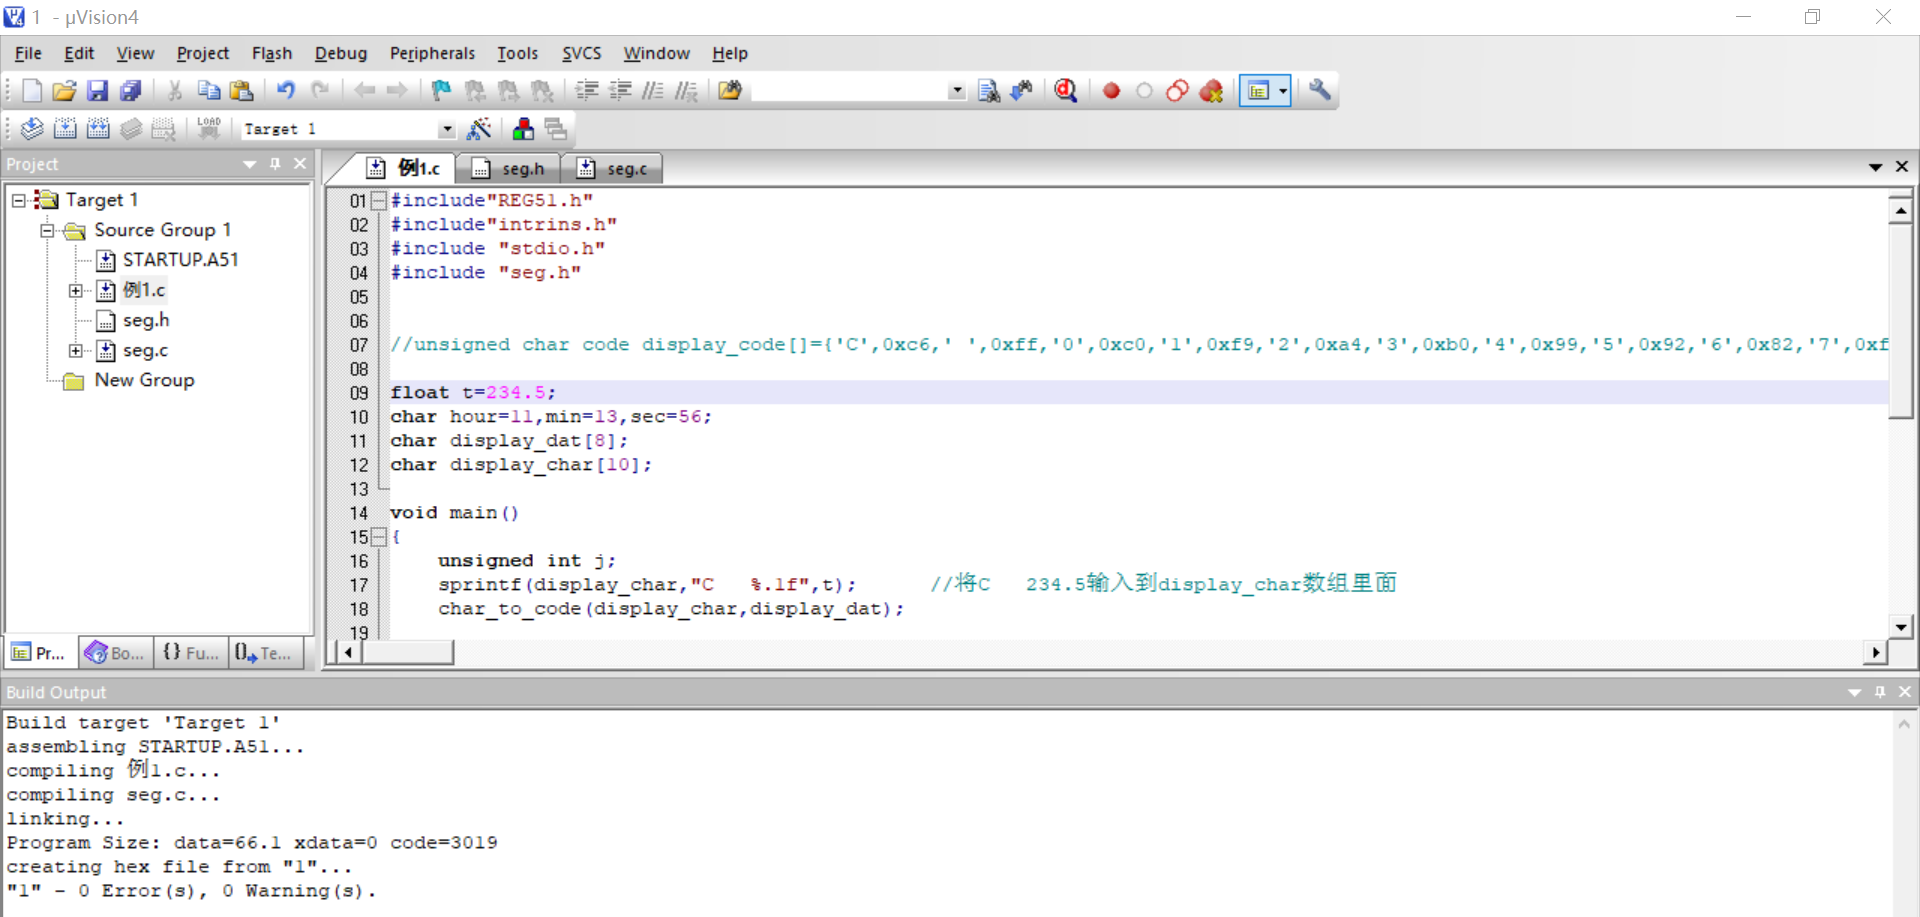 1 - µVision4
File Edit View Project Flash Debug Peripherals Tools SVCS Window Help
LOAD Target 1
Project
例1.c seg.h seg.c
Target 1
Source Group 1
STARTUP.A51
例1.c
seg.h
seg.c
New Group
Pr... Bo... {} Fu... Te...
01 #include"REG51.h"
02 #include"intrins.h"
03 #include "stdio.h"
04 #include "seg.h"
05
06
07 //unsigned char code display_code[]={'C',0xc6,' ',0xff,'0',0xc0,'1',0xf9,'2',0xa4,'3',0xb0,'4',0x99,'5',0x92,'6',0x82,'7',0xf
08
09 float t=234.5;
10 char hour=11,min=13,sec=56;
11 char display_dat[8];
12 char display_char[10];
13
14 void main()
15 {
16 unsigned int j;
17 sprintf(display_char,"C   %.1f",t); //将C   234.5输入到display_char数组里面
18 char_to_code(display_char,display_dat);
19
Build Output
Build target 'Target 1'
assembling STARTUP.A51...
compiling 例1.c...
compiling seg.c...
linking...
Program Size: data=66.1 xdata=0 code=3019
creating hex file from "1"...
"1" - 0 Error(s), 0 Warning(s).